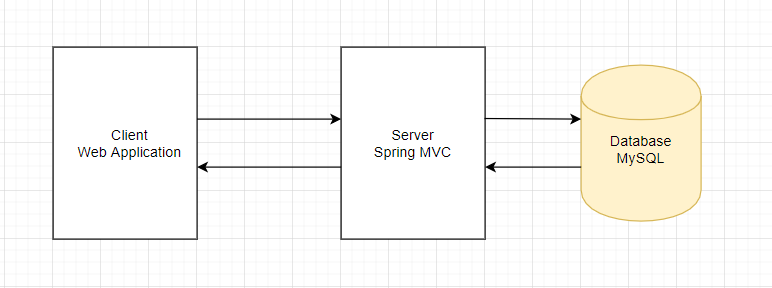 Client
Web Application
Server
Spring MVC
Database
MySQL